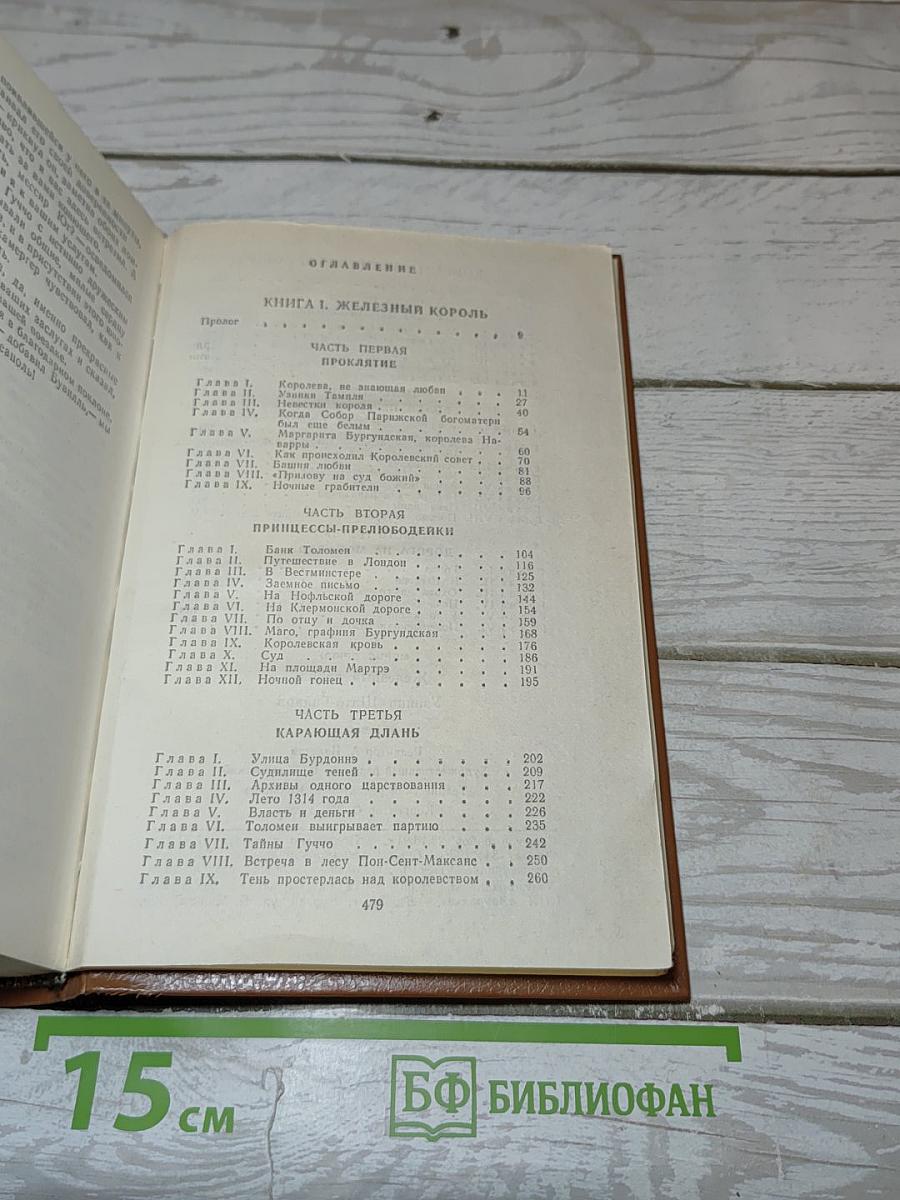 ОГЛАВЛЕНИЕ
КНИГА I. ЖЕЛЕЗНЫЙ КОРОЛЬ
Пролог . . . . . . . . . . . . . 9
ЧАСТЬ ПЕРВАЯ
ПРОКЛЯТИЕ
Глава I. Королева, не знающая любви . . . 11
Глава II. Узники Тампля . . . . . . . 27
Глава III. Невестки короля . . . . . . . 40
Глава IV. Когда Собор Парижской богоматери
был еще белым . . . . . . . 54
Глава V. Маргарита Бургундская, королева На-
варры . . . . . . . . . . 60
Глава VI. Как происходил Королевский совет . . 70
Глава VII. Башня любви . . . . . . . . 81
Глава VIII. «Призову на суд божий» . . . . . 88
Глава IX. Ночные грабители . . . . . . . 96
ЧАСТЬ ВТОРАЯ
ПРИНЦЕССЫ-ПРЕЛЮБОДЕЙКИ
Глава I. Банк Толомеи . . . . . . . . 104
Глава II. Путешествие в Лондон . . . . . . 116
Глава III. В Вестминстере . . . . . . . . 125
Глава IV. Заемное письмо . . . . . . . . 132
Глава V. На Нофльской дороге . . . . . . 144
Глава VI. На Клермонской дороге . . . . . . 154
Глава VII. По отцу и дочка . . . . . . . 159
Глава VIII. Маго, графиня Бургундская . . . . 168
Глава IX. Королевская кровь . . . . . . . 176
Глава X. Суд . . . . . . . . . . . 186
Глава XI. На площади Мартрэ . . . . . . . 191
Глава XII. Ночной гонец . . . . . . . . . 195
ЧАСТЬ ТРЕТЬЯ
КАРАЮЩАЯ ДЛАНЬ
Глава I. Улица Бурдоннэ . . . . . . . 202
Глава II. Судилище теней . . . . . . . . 209
Глава III. Архивы одного царствования . . . 217
Глава IV. Лето 1314 года . . . . . . . . 222
Глава V. Власть и деньги . . . . . . . . 226
Глава VI. Толомеи выигрывает партию . . . . 235
Глава VII. Тайны Гуччо . . . . . . . . . 242
Глава VIII. Встреча в лесу Пон-Сент-Максанс . . 250
Глава IX. Тень простерлась над королевством . . 260
479
15 см
БФ БИБЛИОФАН